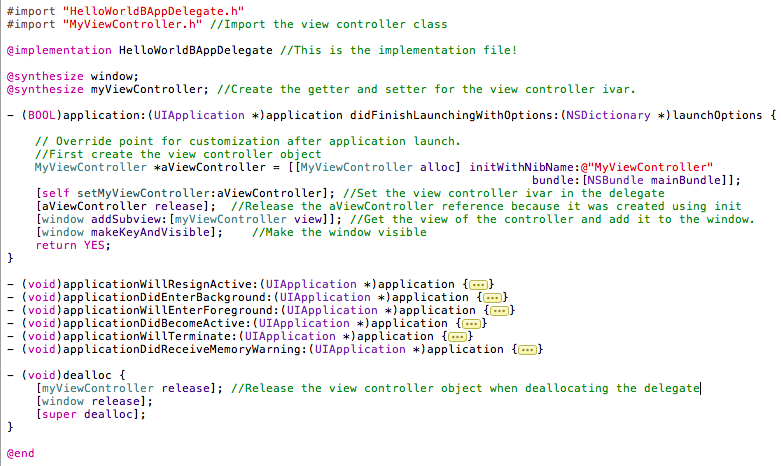 #import "HelloWorldBAppDelegate.h"
#import "MyViewController.h" //Import the view controller class
@implementation HelloWorldBAppDelegate //This is the implementation file!
@synthesize window;
@synthesize myViewController; //Create the getter and setter for the view controller ivar.
- (BOOL)application:(UIApplication *)application didFinishLaunchingWithOptions:(NSDictionary *)launchOptions {
// Override point for customization after application launch.
//First create the view controller object
MyViewController *aViewController = [[MyViewController alloc] initWithNibName:@"MyViewController"
bundle:[NSBundle mainBundle]];
[self setMyViewController:aViewController]; //Set the view controller ivar in the delegate
[aViewController release];  //Release the aViewController reference because it was created using init
[window addSubview:[myViewController view]]; //Get the view of the controller and add it to the window.
[window makeKeyAndVisible];    //Make the window visible
return YES;
}
- (void)applicationWillResignActive:(UIApplication *)application {...}
- (void)applicationDidEnterBackground:(UIApplication *)application {...}
- (void)applicationWillEnterForeground:(UIApplication *)application {...}
- (void)applicationDidBecomeActive:(UIApplication *)application {...}
- (void)applicationWillTerminate:(UIApplication *)application {...}
- (void)applicationDidReceiveMemoryWarning:(UIApplication *)application {...}
- (void)dealloc {
[myViewController release]; //Release the view controller object when deallocating the delegate
[window release];
[super dealloc];
}
@end